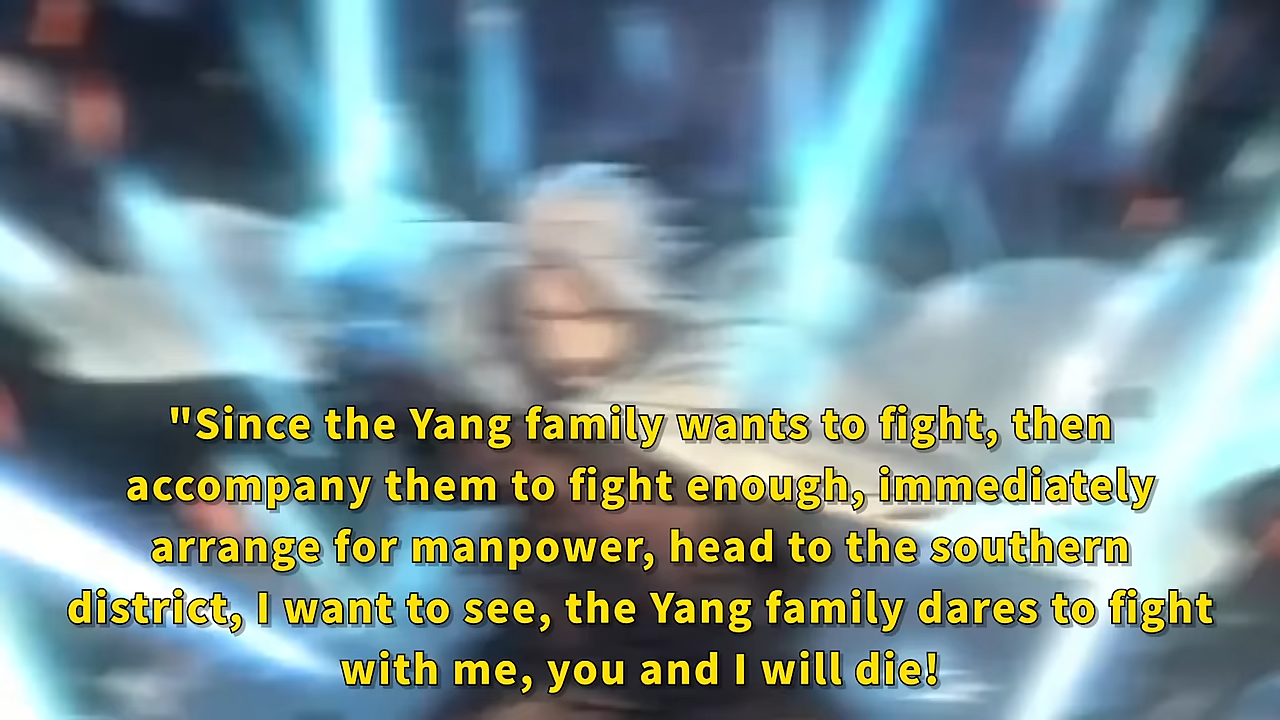 "Since the Yang family wants to fight, then
accompany them to fight enough, immediately
arrange for manpower, head to the southern
district, I want to see, the Yang family dares to fight
with me, you and I will die!